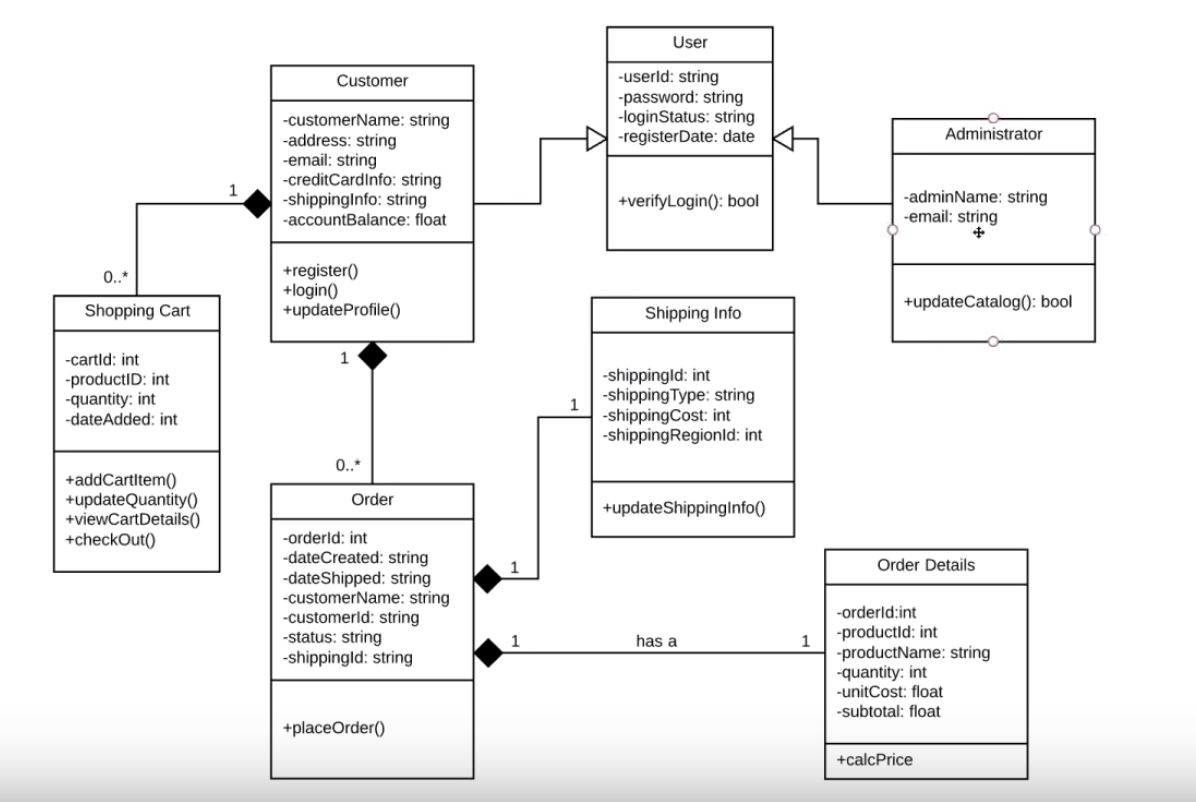 User
-userId: string
-password: string
-loginStatus: string
-registerDate: date
+verifyLogin(): bool
Customer
-customerName: string
-address: string
-email: string
-creditCardInfo: string
-shippingInfo: string
-accountBalance: float
+register()
+login()
+updateProfile()
Administrator
-adminName: string
-email: string
+updateCatalog(): bool
1
0..*
Shopping Cart
-cartId: int
-productID: int
-quantity: int
-dateAdded: int
+addCartItem()
+updateQuantity()
+viewCartDetails()
+checkOut()
1
0..*
Shipping Info
-shippingId: int
-shippingType: string
-shippingCost: int
-shippingRegionId: int
+updateShippingInfo()
1
1
Order
-orderId: int
-dateCreated: string
-dateShipped: string
-customerName: string
-customerId: string
-status: string
-shippingId: string
+placeOrder()
1
has a
1
Order Details
-orderId:int
-productId: int
-productName: string
-quantity: int
-unitCost: float
-subtotal: float
+calcPrice